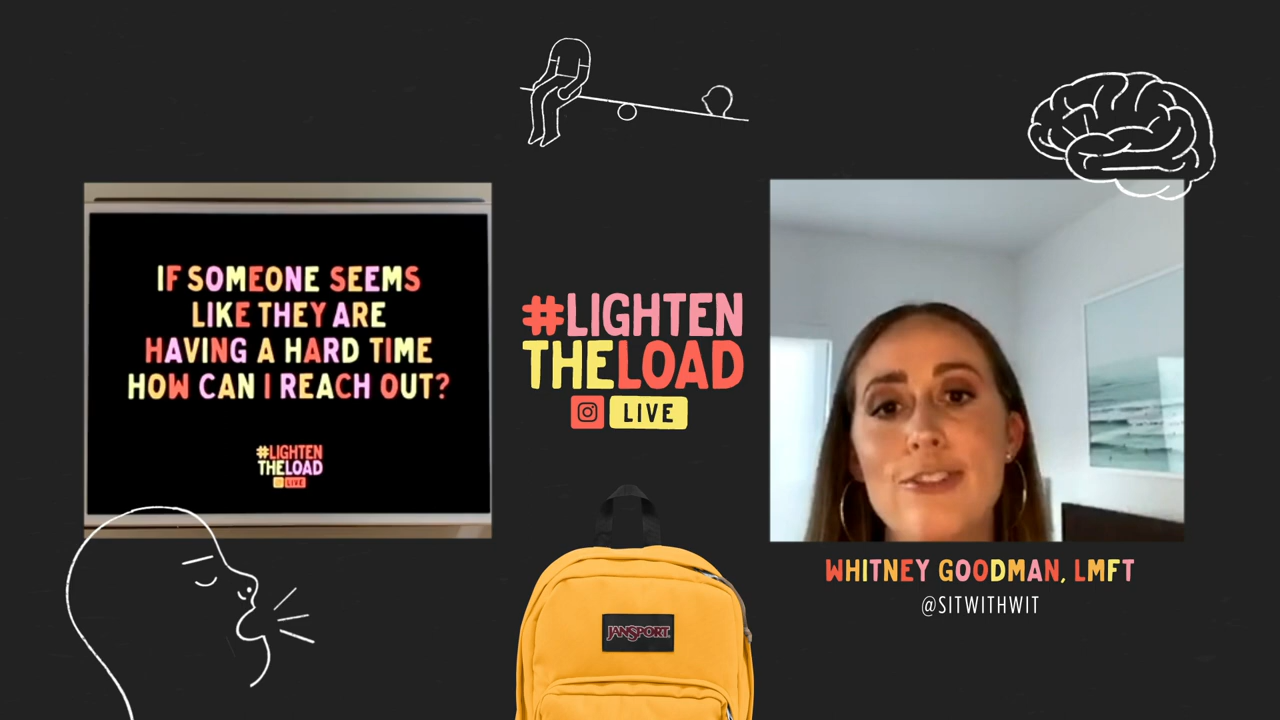 IF SOMEONE SEEMS
LIKE THEY ARE
HAVING A HARD TIME
HOW CAN I REACH OUT?
#LIGHTEN
THELOAD
LIVE
#LIGHTEN
THELOAD
LIVE
JANSPORT
WHITNEY GOODMAN, LMFT
@SITWITHWIT